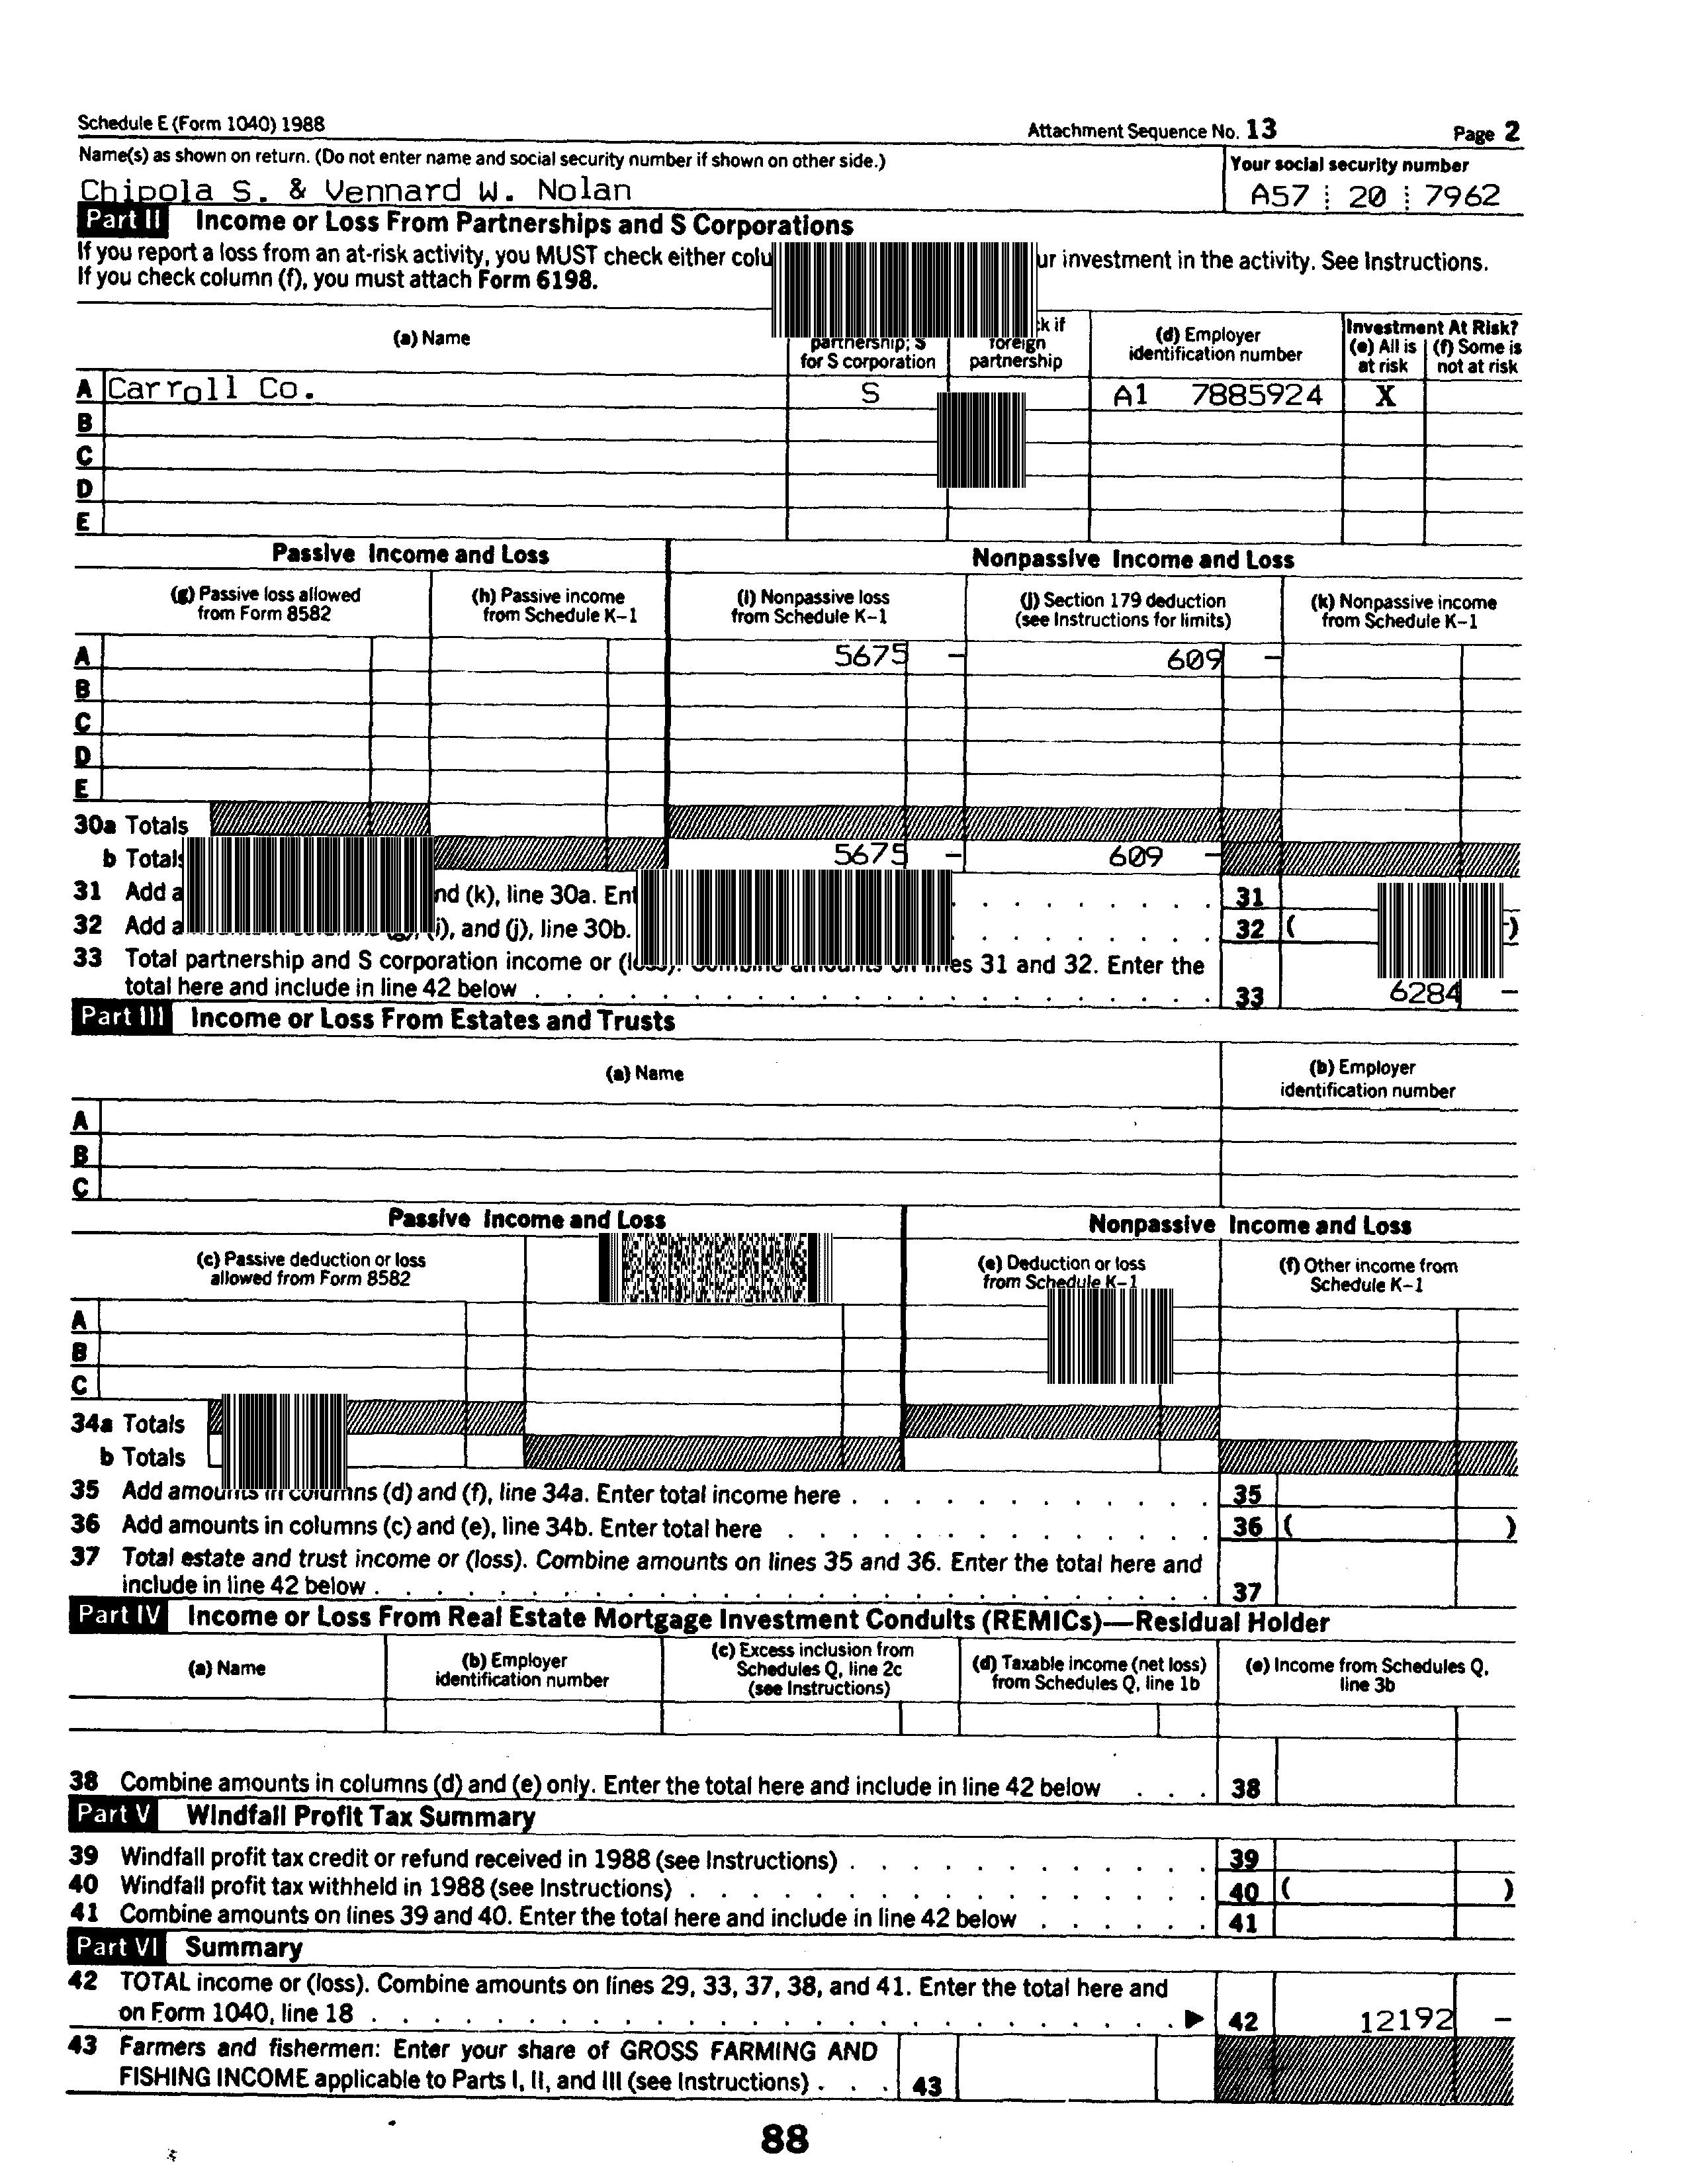 Schedule E (Form 1040) 1988 Attachment Sequence No. 13 Page 2
Name(s) as shown on return. (Do not enter name and social security number if shown on other side.) Your social security number
Chipola S. & Vennard W. Nolan A57 20 7962
Part II Income or Loss From Partnerships and S Corporations
If you report a loss from an at-risk activity, you MUST check either ur investment in the activity. See Instructions.
If you check column (f), you must attach Form 6198.
(a) Name partnership; S for S corporation k if foreign partnership (d) Employer identification number Investment At Risk? (e) All is at risk (f) Some is not at risk
A Carroll Co. S A1 7885924 X
B
C
D
E
Passive Income and Loss Nonpassive Income and Loss
(g) Passive loss allowed from Form 8582 (h) Passive income from Schedule K-1 (i) Nonpassive loss from Schedule K-1 (j) Section 179 deduction (see Instructions for limits) (k) Nonpassive income from Schedule K-1
A 5675 – 609 –
B
C
D
E
30a Totals
b Totals 5675 – 609 –
31 Add nd (k), line 30a. 31
32 Add (i), and (j), line 30b. 32 ( )
33 Total partnership and S corporation income or es 31 and 32. Enter the
total here and include in line 42 below 33 6284 –
Part III Income or Loss From Estates and Trusts
(a) Name (b) Employer identification number
A
B
C
Passive Income and Loss Nonpassive Income and Loss
(c) Passive deduction or loss allowed from Form 8582 (e) Deduction or loss from Schedule K-1 (f) Other income from Schedule K-1
A
B
C
34a Totals
b Totals
35 Add amounts in columns (d) and (f), line 34a. Enter total income here 35
36 Add amounts in columns (c) and (e), line 34b. Enter total here 36 ( )
37 Total estate and trust income or (loss). Combine amounts on lines 35 and 36. Enter the total here and
include in line 42 below 37
Part IV Income or Loss From Real Estate Mortgage Investment Conduits (REMICs)—Residual Holder
(a) Name (b) Employer identification number (c) Excess inclusion from Schedules Q, line 2c (see Instructions) (d) Taxable income (net loss) from Schedules Q, line 1b (e) Income from Schedules Q, line 3b
38 Combine amounts in columns (d) and (e) only. Enter the total here and include in line 42 below 38
Part V Windfall Profit Tax Summary
39 Windfall profit tax credit or refund received in 1988 (see Instructions) 39
40 Windfall profit tax withheld in 1988 (see Instructions) 40 ( )
41 Combine amounts on lines 39 and 40. Enter the total here and include in line 42 below 41
Part VI Summary
42 TOTAL income or (loss). Combine amounts on lines 29, 33, 37, 38, and 41. Enter the total here and
on Form 1040, line 18 ▶ 42 12192 –
43 Farmers and fishermen: Enter your share of GROSS FARMING AND
FISHING INCOME applicable to Parts I, II, and III (see Instructions) 43
88